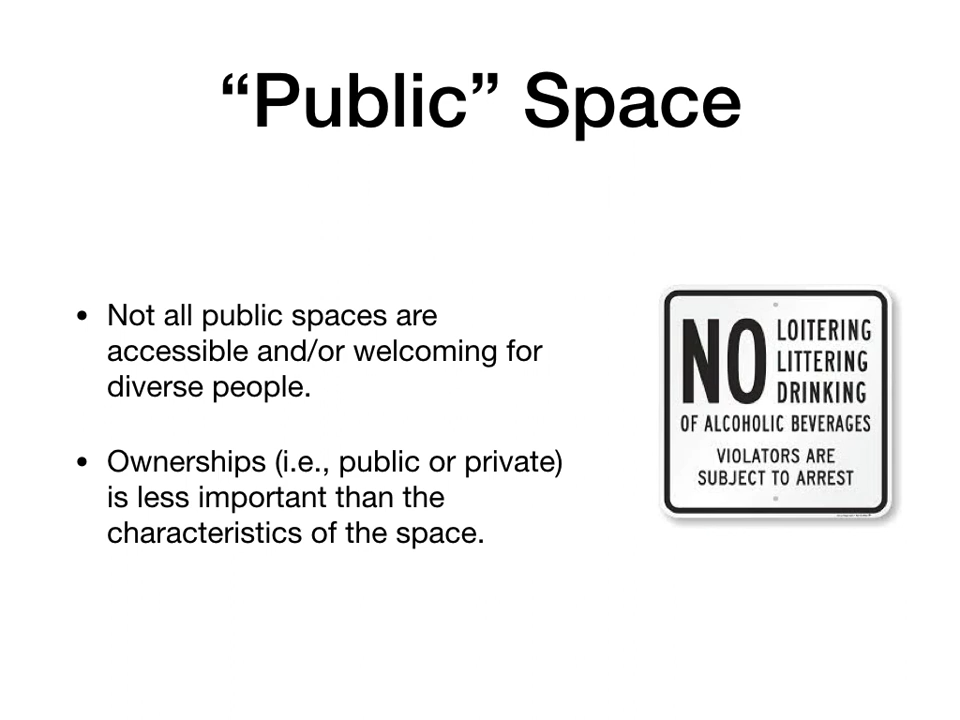 “Public” Space
• Not all public spaces are
accessible and/or welcoming for
diverse people.
• Ownerships (i.e., public or private)
is less important than the
characteristics of the space.
NO LOITERING
LITTERING
DRINKING
OF ALCOHOLIC BEVERAGES
VIOLATORS ARE
SUBJECT TO ARREST